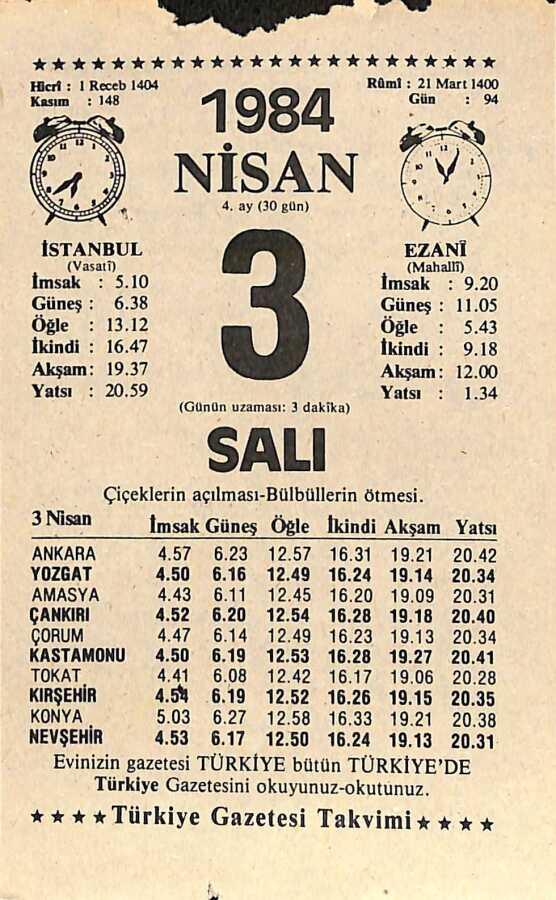 ★★★★★★★★★★★★★★★★★★★★★★★★
Hicrî : 1 Receb 1404
Kasım : 148
1984
NİSAN
4. ay (30 gün)
Rûmî : 21 Mart 1400
Gün : 94
İSTANBUL
(Vasatî)
İmsak : 5.10
Güneş : 6.38
Öğle : 13.12
İkindi : 16.47
Akşam : 19.37
Yatsı : 20.59
3
(Günün uzaması: 3 dakika)
EZANÎ
(Mahallî)
İmsak : 9.20
Güneş : 11.05
Öğle : 5.43
İkindi : 9.18
Akşam : 12.00
Yatsı : 1.34
SALI
Çiçeklerin açılması-Bülbüllerin ötmesi.
3 Nisan İmsak Güneş Öğle İkindi Akşam Yatsı
ANKARA 4.57 6.23 12.57 16.31 19.21 20.42
YOZGAT 4.50 6.16 12.49 16.24 19.14 20.34
AMASYA 4.43 6.11 12.45 16.20 19.09 20.31
ÇANKIRI 4.52 6.20 12.54 16.28 19.18 20.40
ÇORUM 4.47 6.14 12.49 16.23 19.13 20.34
KASTAMONU 4.50 6.19 12.53 16.28 19.27 20.41
TOKAT 4.41 6.08 12.42 16.17 19.06 20.28
KIRŞEHİR 4.54 6.19 12.52 16.26 19.15 20.35
KONYA 5.03 6.27 12.58 16.33 19.21 20.38
NEVŞEHİR 4.53 6.17 12.50 16.24 19.13 20.31
Evinizin gazetesi TÜRKİYE bütün TÜRKİYE'DE
Türkiye Gazetesini okuyunuz-okutunuz.
★★★★Türkiye Gazetesi Takvimi★★★★